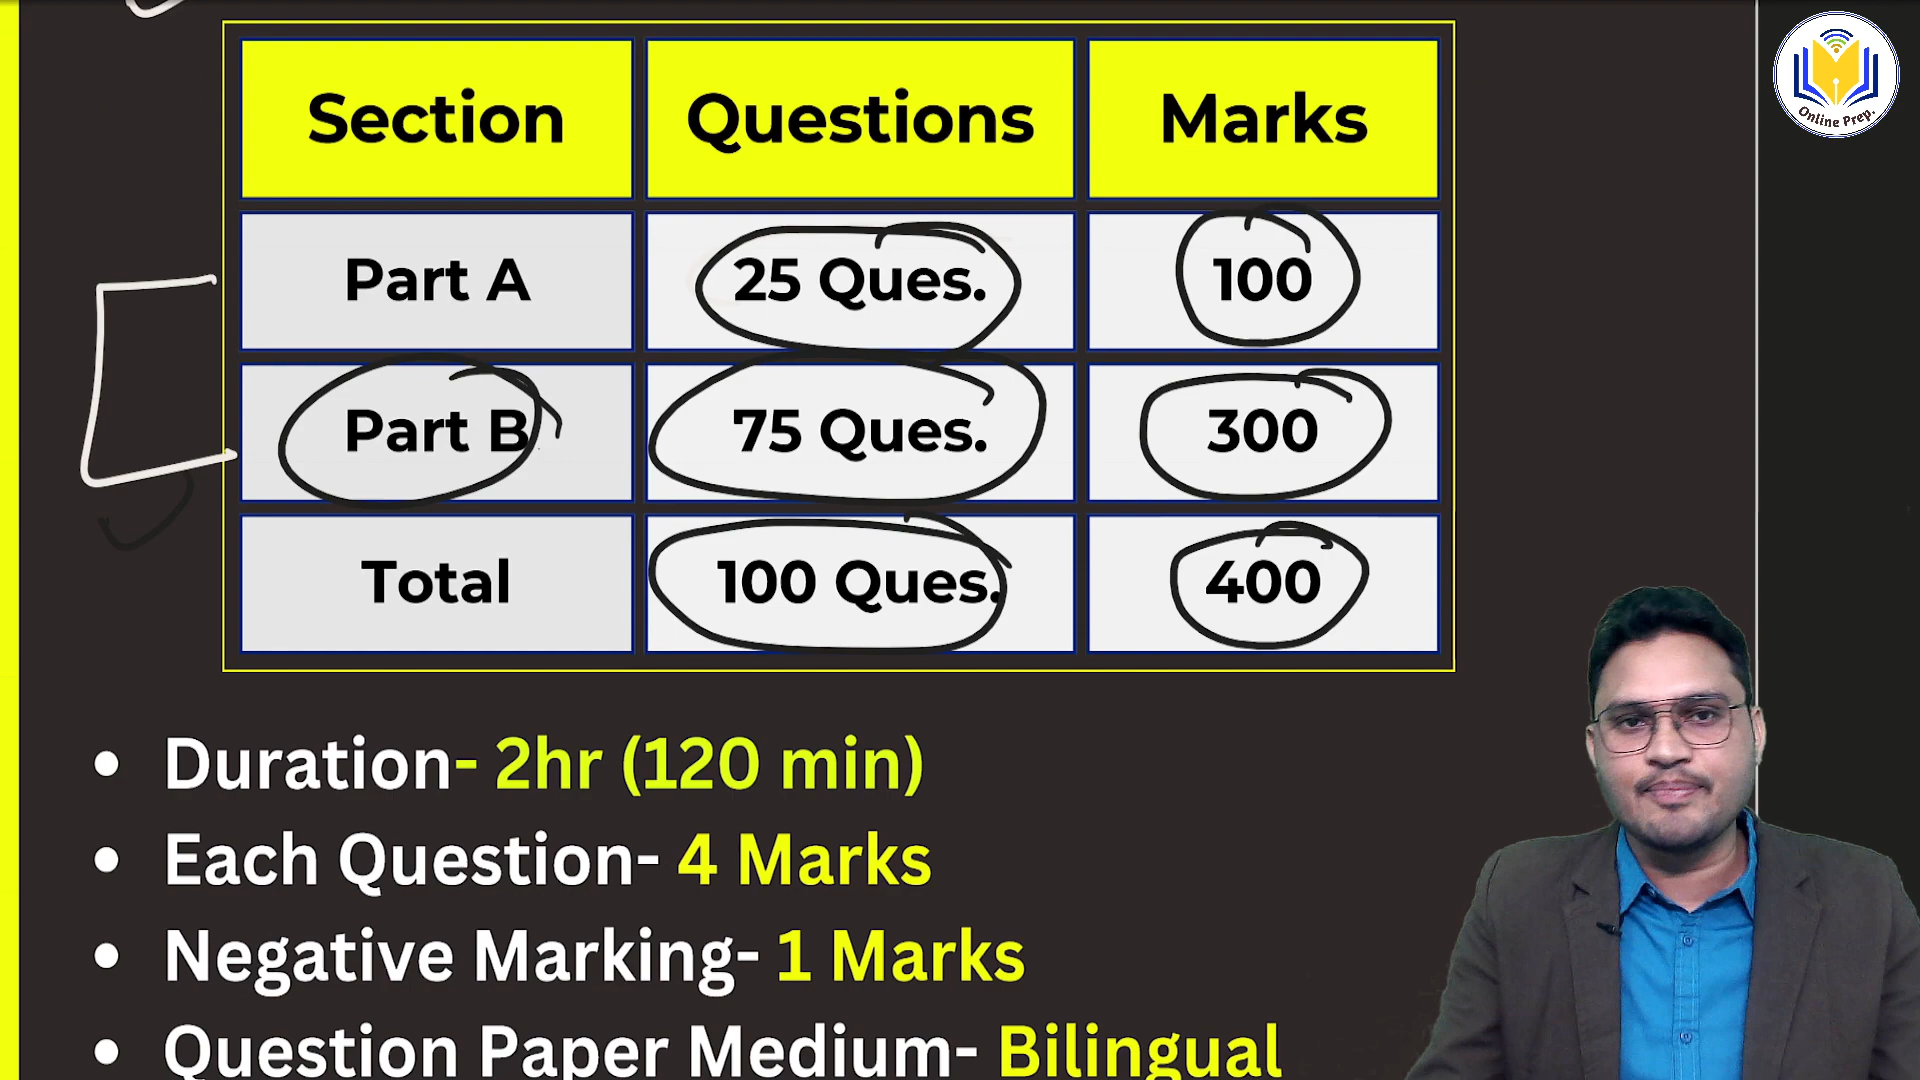 Online Prep.
Section Questions Marks
Part A 25 Ques. 100
Part B 75 Ques. 300
Total 100 Ques. 400
• Duration- 2hr (120 min)
• Each Question- 4 Marks
• Negative Marking- 1 Marks
• Question Paper Medium- Bilingual